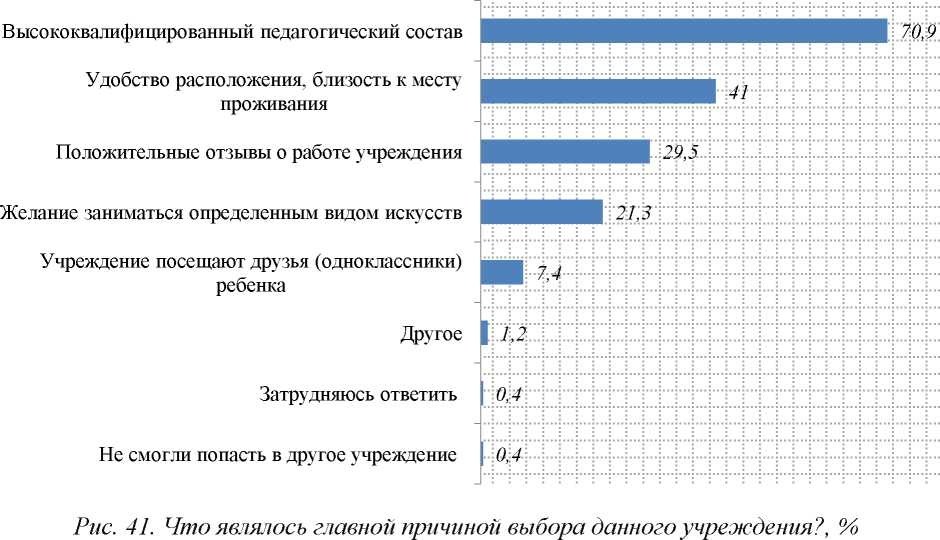 Высококвалифицированный педагогический состав
70,9
Удобство расположения, близость к месту
проживания
41
Положительные отзывы о работе учреждения
29,5
Желание заниматься определенным видом искусств
21,3
Учреждение посещают друзья (одноклассники)
ребенка
7,4
Другое
1,2
Затрудняюсь ответить
0,4
Не смогли попасть в другое учреждение
0,4
Рис. 41. Что являлось главной причиной выбора данного учреждения?, %